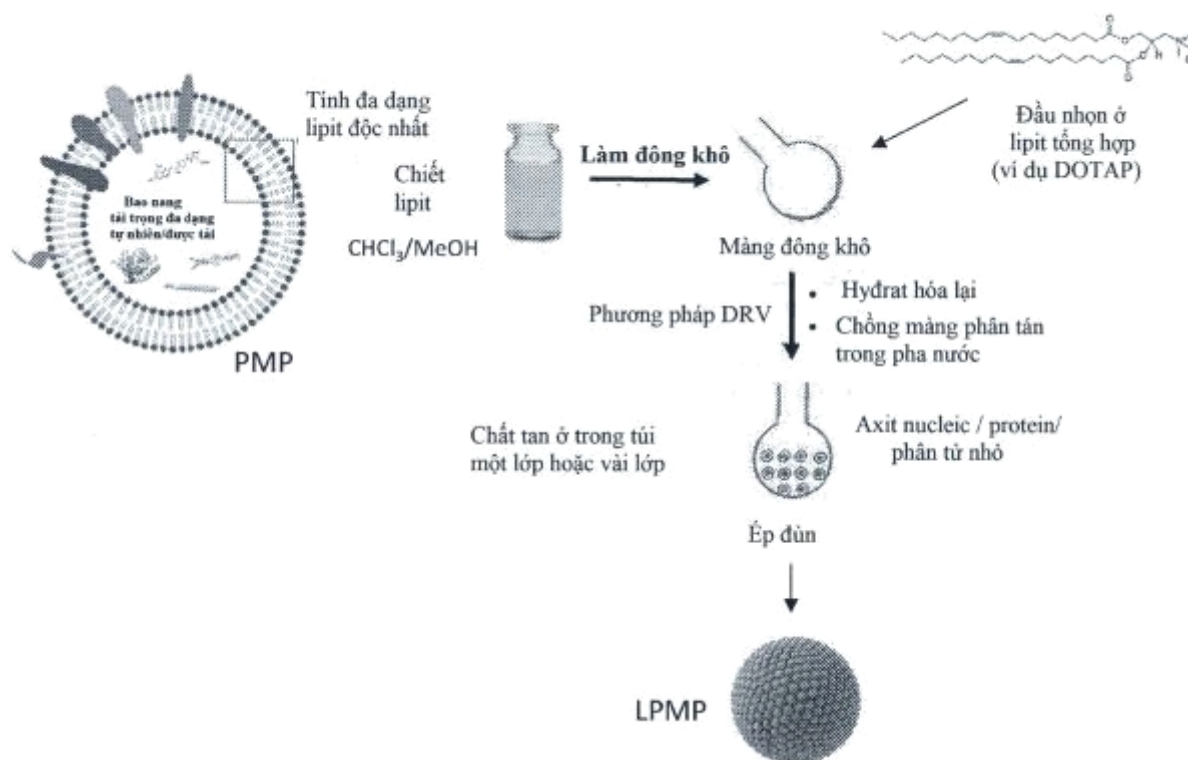 Tính đa dạng
lipit độc nhất
Bao nang
tải trọng đa dạng
tự nhiên/được tải
PMP
Chiết
lipit
CHCl₃/MeOH
Làm đông khô
Đầu nhọn ở
lipit tổng hợp
(ví dụ DOTAP)
Màng đông khô
Phương pháp DRV
• Hyđrat hóa lại
• Chồng màng phân tán
trong pha nước
Chất tan ở trong túi
một lớp hoặc vài lớp
Axit nucleic / protein/
phân tử nhỏ
Ép đùn
LPMP